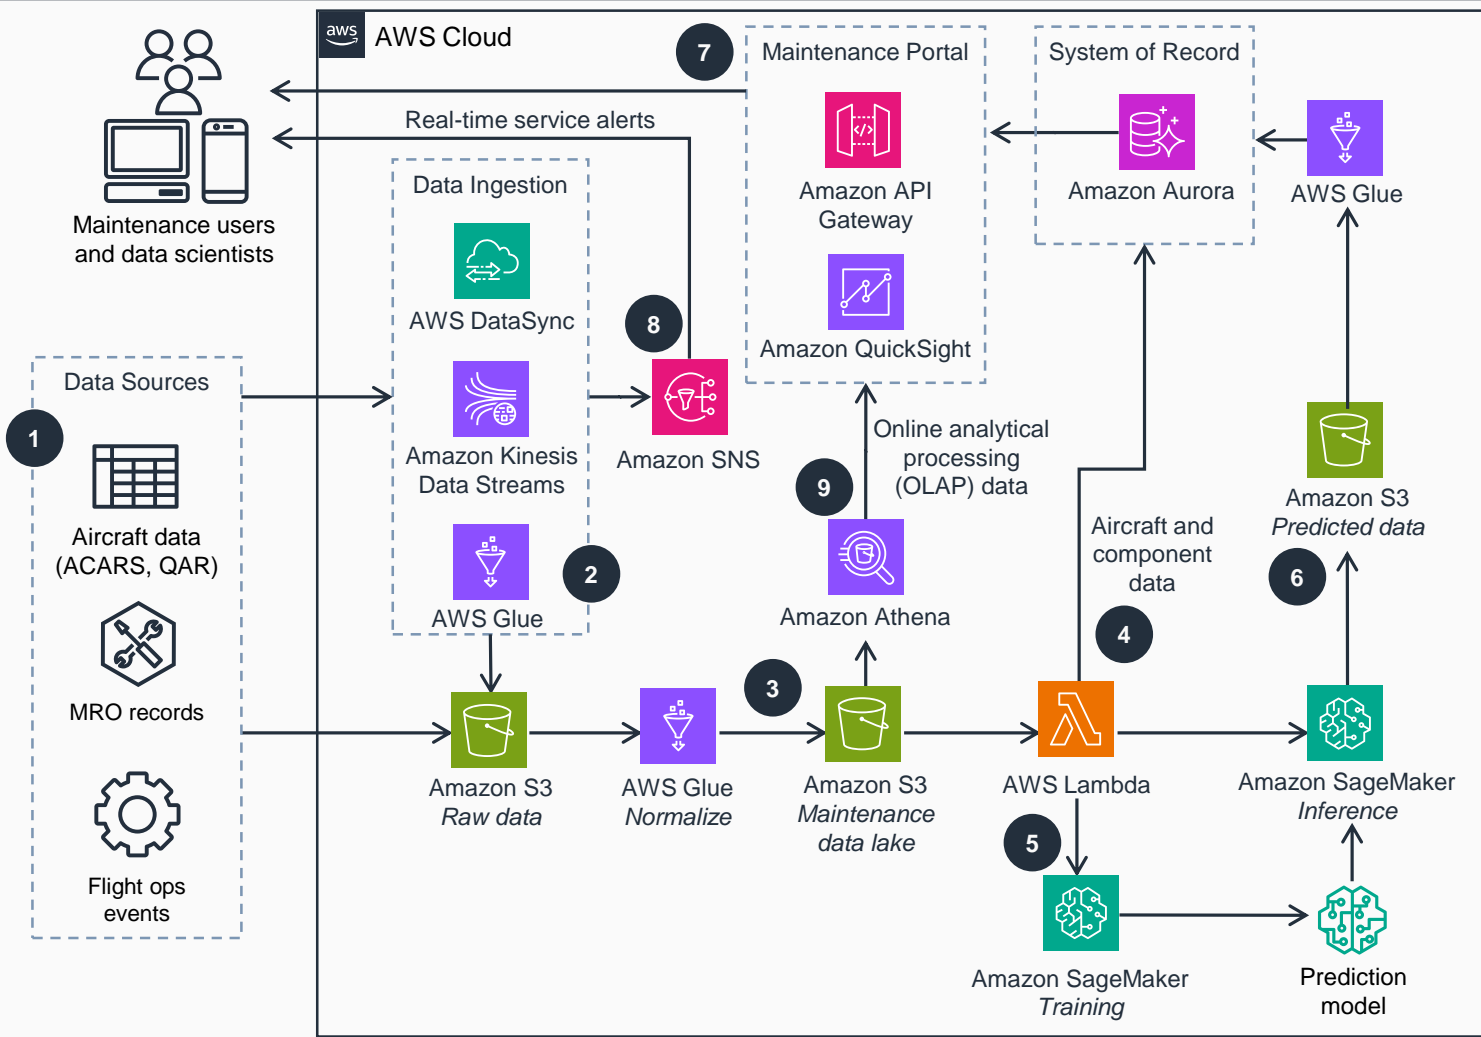 aws
AWS Cloud
7
Maintenance Portal
System of Record
Real-time service alerts
Maintenance users
and data scientists
Data Ingestion
AWS DataSync
Amazon Kinesis
Data Streams
AWS Glue
2
8
Amazon SNS
Amazon API
Gateway
Amazon QuickSight
Amazon Aurora
AWS Glue
Data Sources
1
Aircraft data
(ACARS, QAR)
MRO records
Flight ops
events
Online analytical
processing
(OLAP) data
9
Amazon Athena
Aircraft and
component
data
4
Amazon S3
Predicted data
6
3
Amazon S3
Raw data
AWS Glue
Normalize
Amazon S3
Maintenance
data lake
AWS Lambda
Amazon SageMaker
Inference
5
Amazon SageMaker
Training
Prediction
model